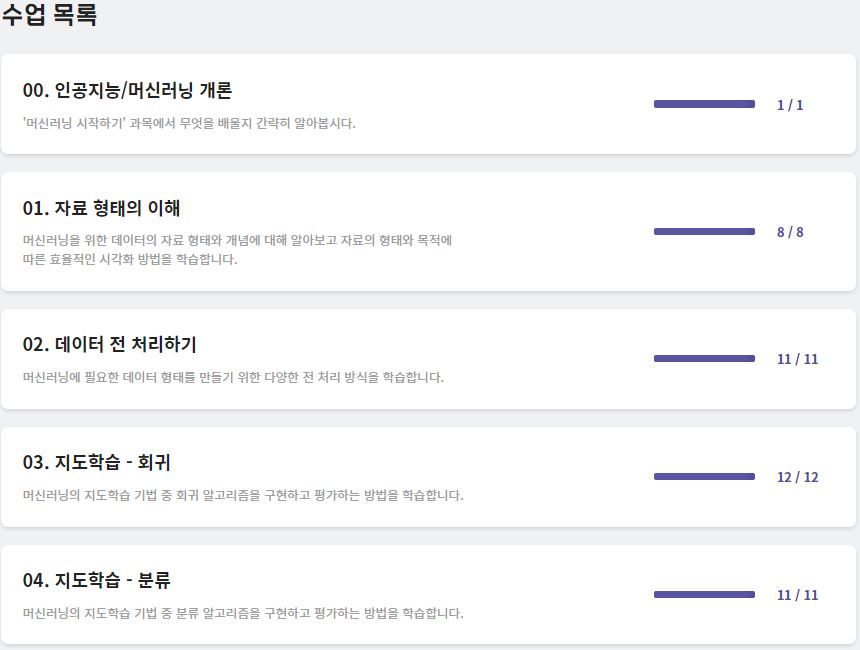 수업 목록
00. 인공지능/머신러닝 개론
'머신러닝 시작하기' 과목에서 무엇을 배울지 간략히 알아봅시다.
1 / 1
01. 자료 형태의 이해
머신러닝을 위한 데이터의 자료 형태와 개념에 대해 알아보고 자료의 형태와 목적에
따른 효율적인 시각화 방법을 학습합니다.
8 / 8
02. 데이터 전 처리하기
머신러닝에 필요한 데이터 형태를 만들기 위한 다양한 전 처리 방식을 학습합니다.
11 / 11
03. 지도학습 - 회귀
머신러닝의 지도학습 기법 중 회귀 알고리즘을 구현하고 평가하는 방법을 학습합니다.
12 / 12
04. 지도학습 - 분류
머신러닝의 지도학습 기법 중 분류 알고리즘을 구현하고 평가하는 방법을 학습합니다.
11 / 11